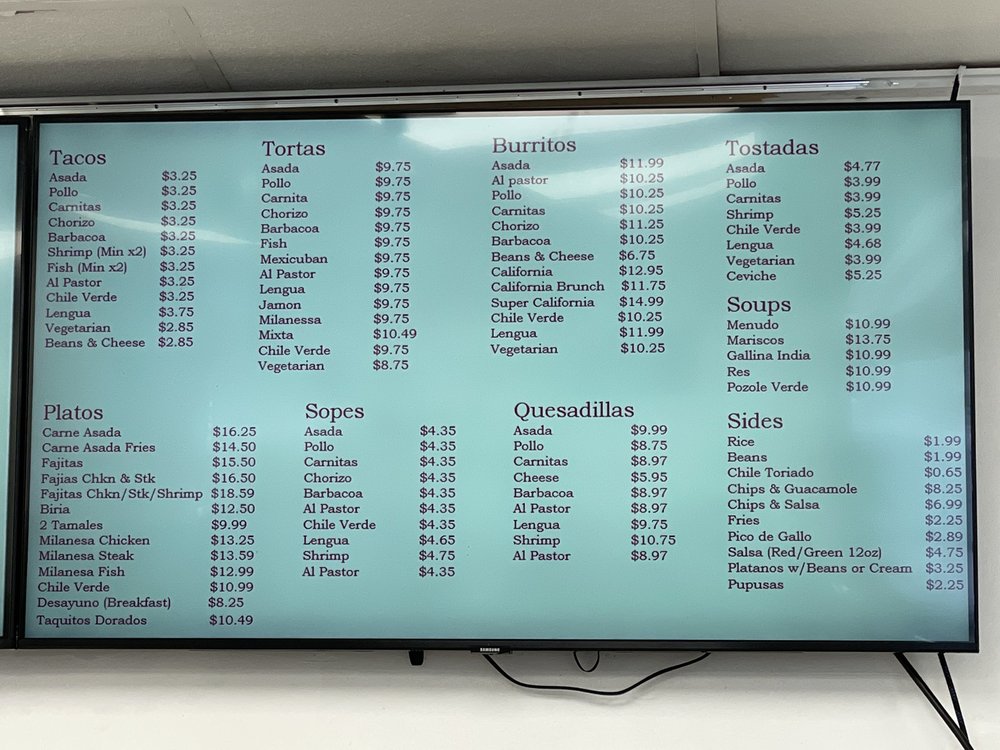 Tacos
Asada $3.25
Pollo $3.25
Carnitas $3.25
Chorizo $3.25
Barbacoa $3.25
Shrimp (Min x2) $3.25
Fish (Min x2) $3.25
Al Pastor $3.25
Chile Verde $3.25
Lengua $3.75
Vegetarian $2.85
Beans & Cheese $2.85
Tortas
Asada $9.75
Pollo $9.75
Carnita $9.75
Chorizo $9.75
Barbacoa $9.75
Fish $9.75
Mexicuban $9.75
Al Pastor $9.75
Lengua $9.75
Jamon $9.75
Milanessa $9.75
Mixta $10.49
Chile Verde $9.75
Vegetarian $8.75
Burritos
Asada $11.99
Al pastor $10.25
Pollo $10.25
Carnitas $10.25
Chorizo $11.25
Barbacoa $10.25
Beans & Cheese $6.75
California $12.95
California Brunch $11.75
Super California $14.99
Chile Verde $10.25
Lengua $11.99
Vegetarian $10.25
Tostadas
Asada $4.77
Pollo $3.99
Carnitas $3.99
Shrimp $5.25
Chile Verde $3.99
Lengua $4.68
Vegetarian $3.99
Ceviche $5.25
Soups
Menudo $10.99
Mariscos $13.75
Gallina India $10.99
Res $10.99
Pozole Verde $10.99
Platos
Carne Asada $16.25
Carne Asada Fries $14.50
Fajitas $15.50
Fajias Chkn & Stk $16.50
Fajitas Chkn/Stk/Shrimp $18.59
Biria $12.50
2 Tamales $9.99
Milanesa Chicken $13.25
Milanesa Steak $13.59
Milanesa Fish $12.99
Chile Verde $10.99
Desayuno (Breakfast) $8.25
Taquitos Dorados $10.49
Sopes
Asada $4.35
Pollo $4.35
Carnitas $4.35
Chorizo $4.35
Barbacoa $4.35
Al Pastor $4.35
Chile Verde $4.35
Lengua $4.65
Shrimp $4.75
Al Pastor $4.35
Quesadillas
Asada $9.99
Pollo $8.75
Carnitas $8.97
Cheese $5.95
Barbacoa $8.97
Al Pastor $8.97
Lengua $9.75
Shrimp $10.75
Al Pastor $8.97
Sides
Rice $1.99
Beans $1.99
Chile Toriado $0.65
Chips & Guacamole $8.25
Chips & Salsa $6.99
Fries $2.25
Pico de Gallo $2.89
Salsa (Red/Green 12oz) $4.75
Platanos w/Beans or Cream $3.25
Pupusas $2.25
SAMSUNG